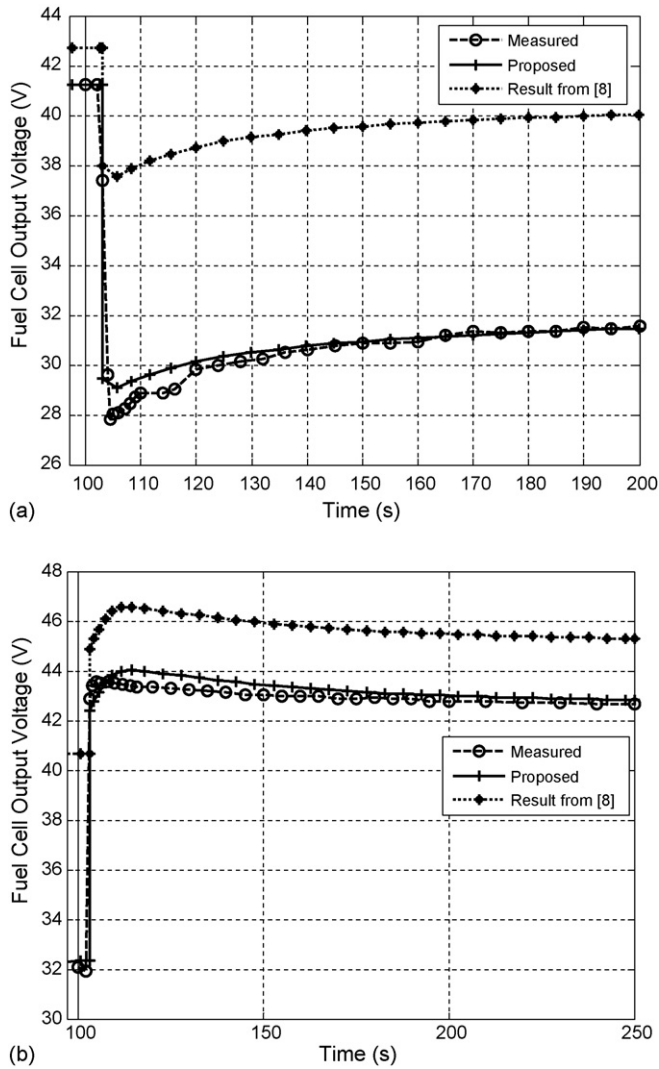 44
42
40
38
36
34
32
30
28
26
Fuel Cell Output Voltage (V)
Measured
Proposed
Result from [8]
100 110 120 130 140 150 160 170 180 190 200
(a) Time (s)
48
46
44
42
40
38
36
34
32
30
Fuel Cell Output Voltage (V)
Measured
Proposed
Result from [8]
100 150 200 250
(b) Time (s)